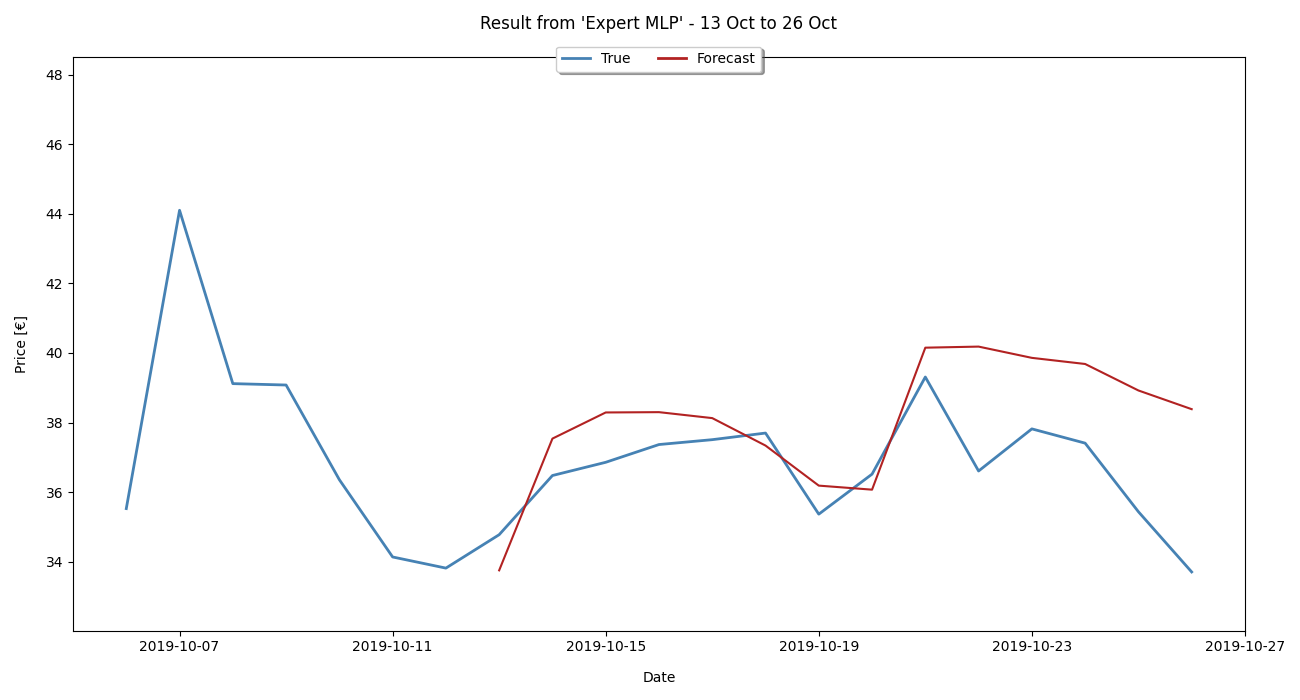 Result from 'Expert MLP' - 13 Oct to 26 Oct
True Forecast
48
46
44
42
40
38
36
34
Price [€]
2019-10-07 2019-10-11 2019-10-15 2019-10-19 2019-10-23 2019-10-27
Date